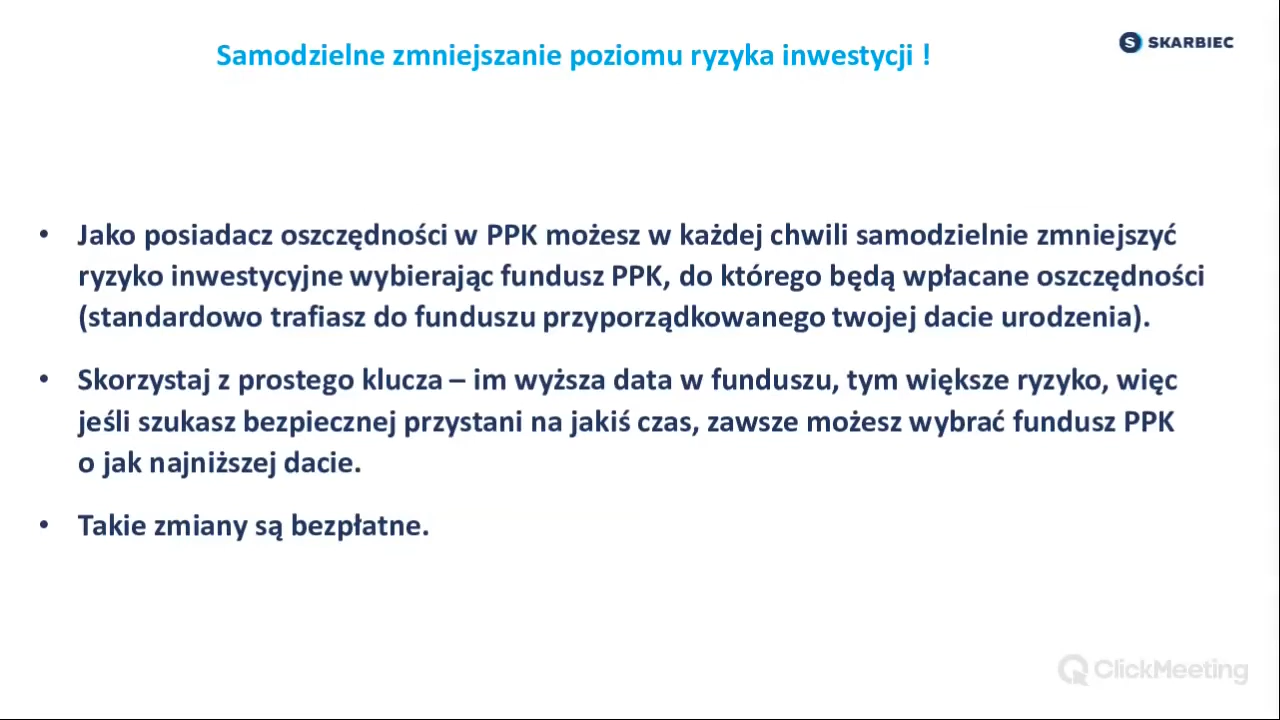 Samodzielne zmniejszanie poziomu ryzyka inwestycji !
S SKARBIEC
• Jako posiadacz oszczędności w PPK możesz w każdej chwili samodzielnie zmniejszyć
ryzyko inwestycyjne wybierając fundusz PPK, do którego będą wpłacane oszczędności
(standardowo trafiasz do funduszu przyporządkowanego twojej dacie urodzenia).
• Skorzystaj z prostego klucza – im wyższa data w funduszu, tym większe ryzyko, więc
jeśli szukasz bezpiecznej przystani na jakiś czas, zawsze możesz wybrać fundusz PPK
o jak najniższej dacie.
• Takie zmiany są bezpłatne.
ClickMeeting